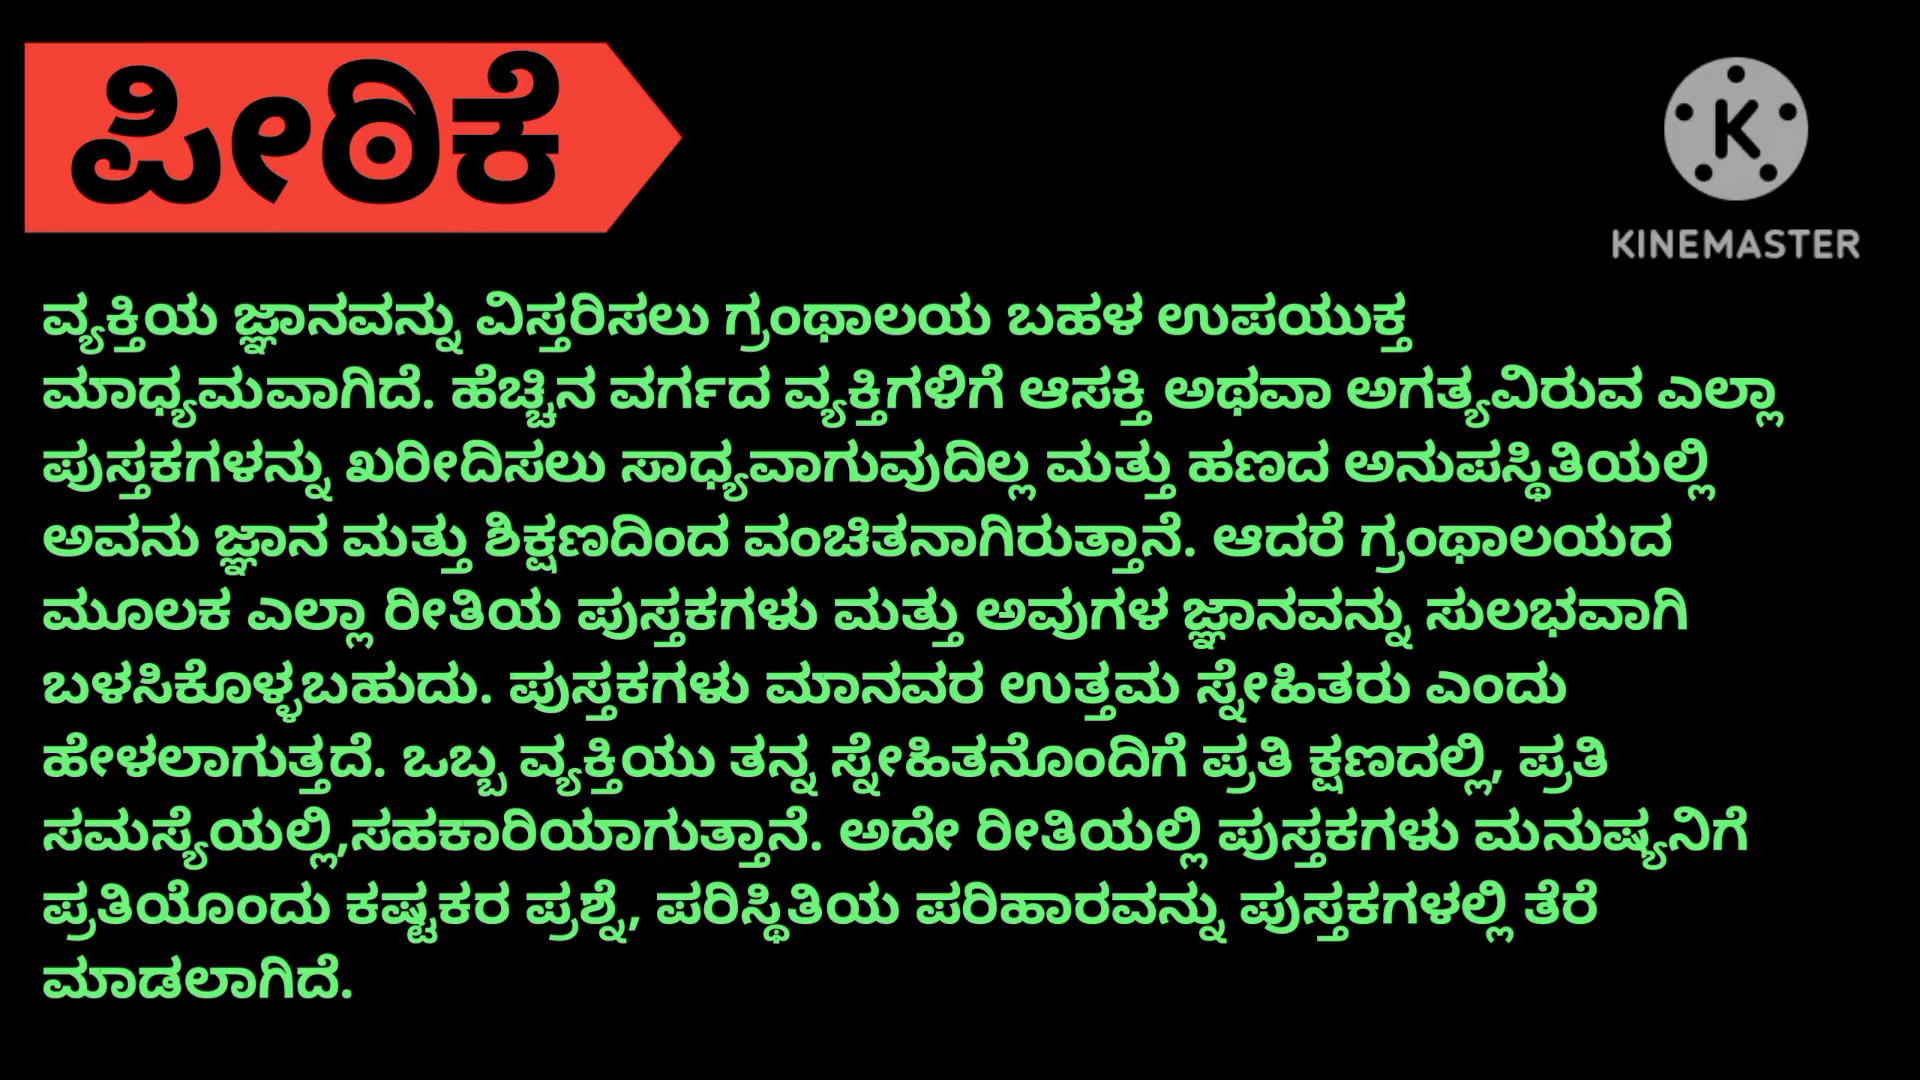 ಪೀಠಿಕೆ
KINEMASTER
ವ್ಯಕ್ತಿಯ ಜ್ಞಾನವನ್ನು ವಿಸ್ತರಿಸಲು ಗ್ರಂಥಾಲಯ ಬಹಳ ಉಪಯುಕ್ತ
ಮಾಧ್ಯಮವಾಗಿದೆ. ಹೆಚ್ಚಿನ ವರ್ಗದ ವ್ಯಕ್ತಿಗಳಿಗೆ ಆಸಕ್ತಿ ಅಥವಾ ಅಗತ್ಯವಿರುವ ಎಲ್ಲಾ
ಪುಸ್ತಕಗಳನ್ನು ಖರೀದಿಸಲು ಸಾಧ್ಯವಾಗುವುದಿಲ್ಲ ಮತ್ತು ಹಣದ ಅನುಪಸ್ಥಿತಿಯಲ್ಲಿ
ಅವನು ಜ್ಞಾನ ಮತ್ತು ಶಿಕ್ಷಣದಿಂದ ವಂಚಿತನಾಗಿರುತ್ತಾನೆ. ಆದರೆ ಗ್ರಂಥಾಲಯದ
ಮೂಲಕ ಎಲ್ಲಾ ರೀತಿಯ ಪುಸ್ತಕಗಳು ಮತ್ತು ಅವುಗಳ ಜ್ಞಾನವನ್ನು ಸುಲಭವಾಗಿ
ಬಳಸಿಕೊಳ್ಳಬಹುದು. ಪುಸ್ತಕಗಳು ಮಾನವರ ಉತ್ತಮ ಸ್ನೇಹಿತರು ಎಂದು
ಹೇಳಲಾಗುತ್ತದೆ. ಒಬ್ಬ ವ್ಯಕ್ತಿಯು ತನ್ನ ಸ್ನೇಹಿತನೊಂದಿಗೆ ಪ್ರತಿ ಕ್ಷಣದಲ್ಲಿ, ಪ್ರತಿ
ಸಮಸ್ಯೆಯಲ್ಲಿ,ಸಹಕಾರಿಯಾಗುತ್ತಾನೆ. ಅದೇ ರೀತಿಯಲ್ಲಿ ಪುಸ್ತಕಗಳು ಮನುಷ್ಯನಿಗೆ
ಪ್ರತಿಯೊಂದು ಕಷ್ಟಕರ ಪ್ರಶ್ನೆ, ಪರಿಸ್ಥಿತಿಯ ಪರಿಹಾರವನ್ನು ಪುಸ್ತಕಗಳಲ್ಲಿ ತೆರೆ
ಮಾಡಲಾಗಿದೆ.